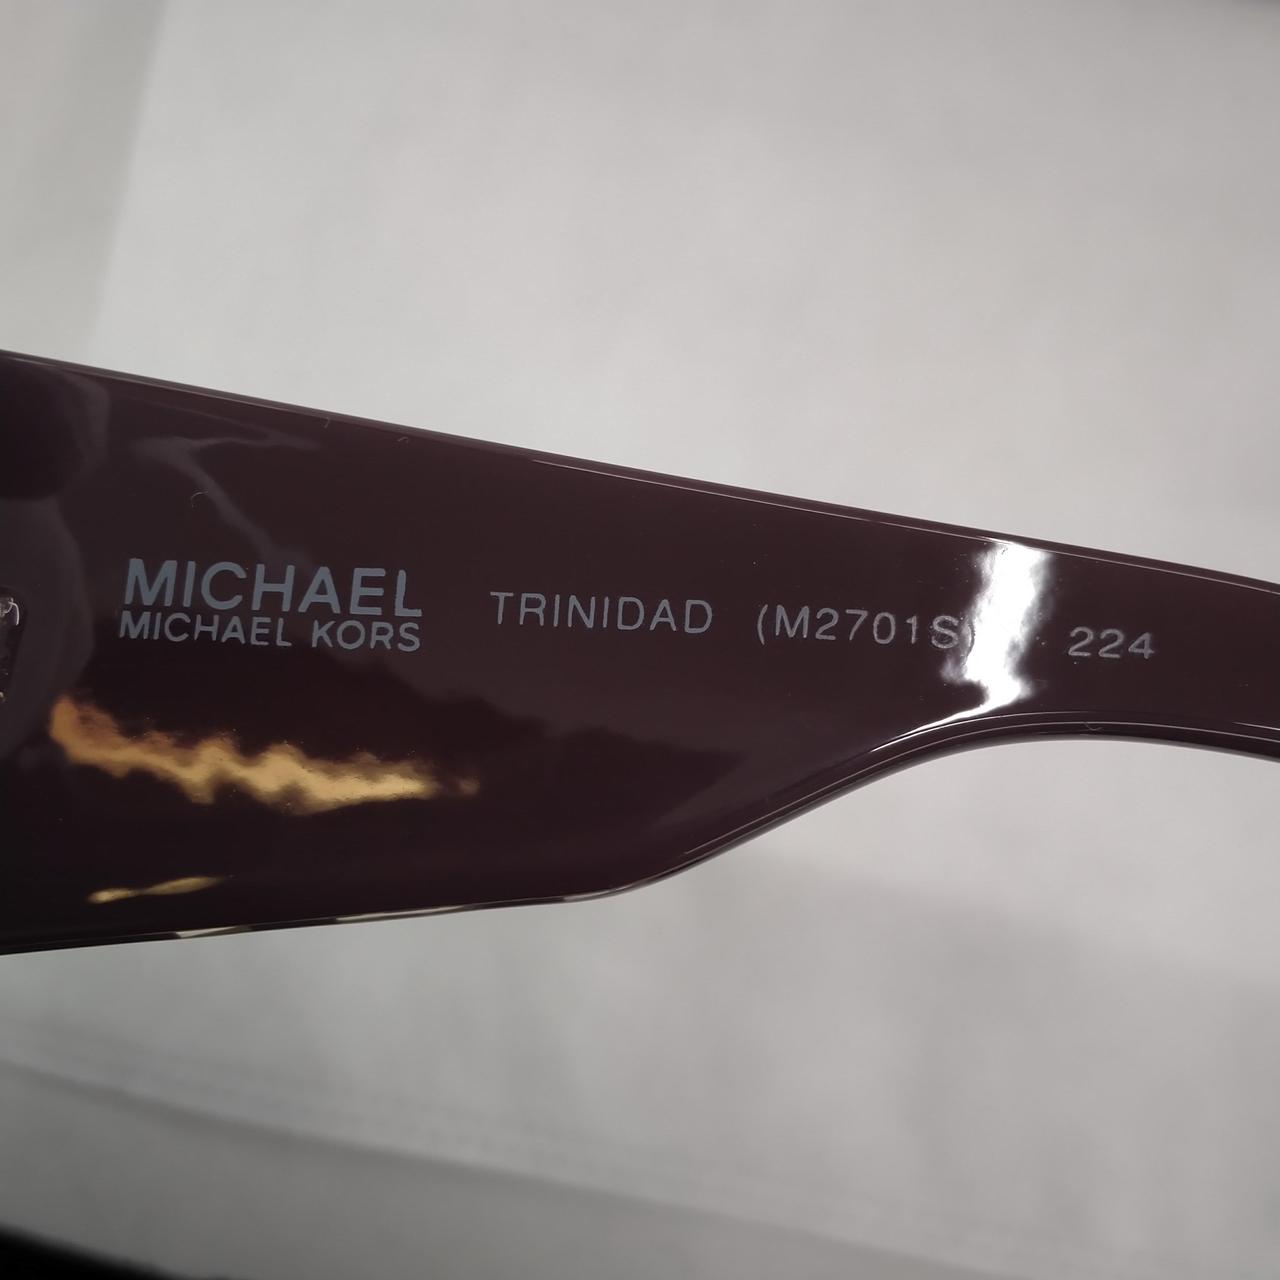 MICHAEL
MICHAEL KORS
TRINIDAD (M2701S) 224